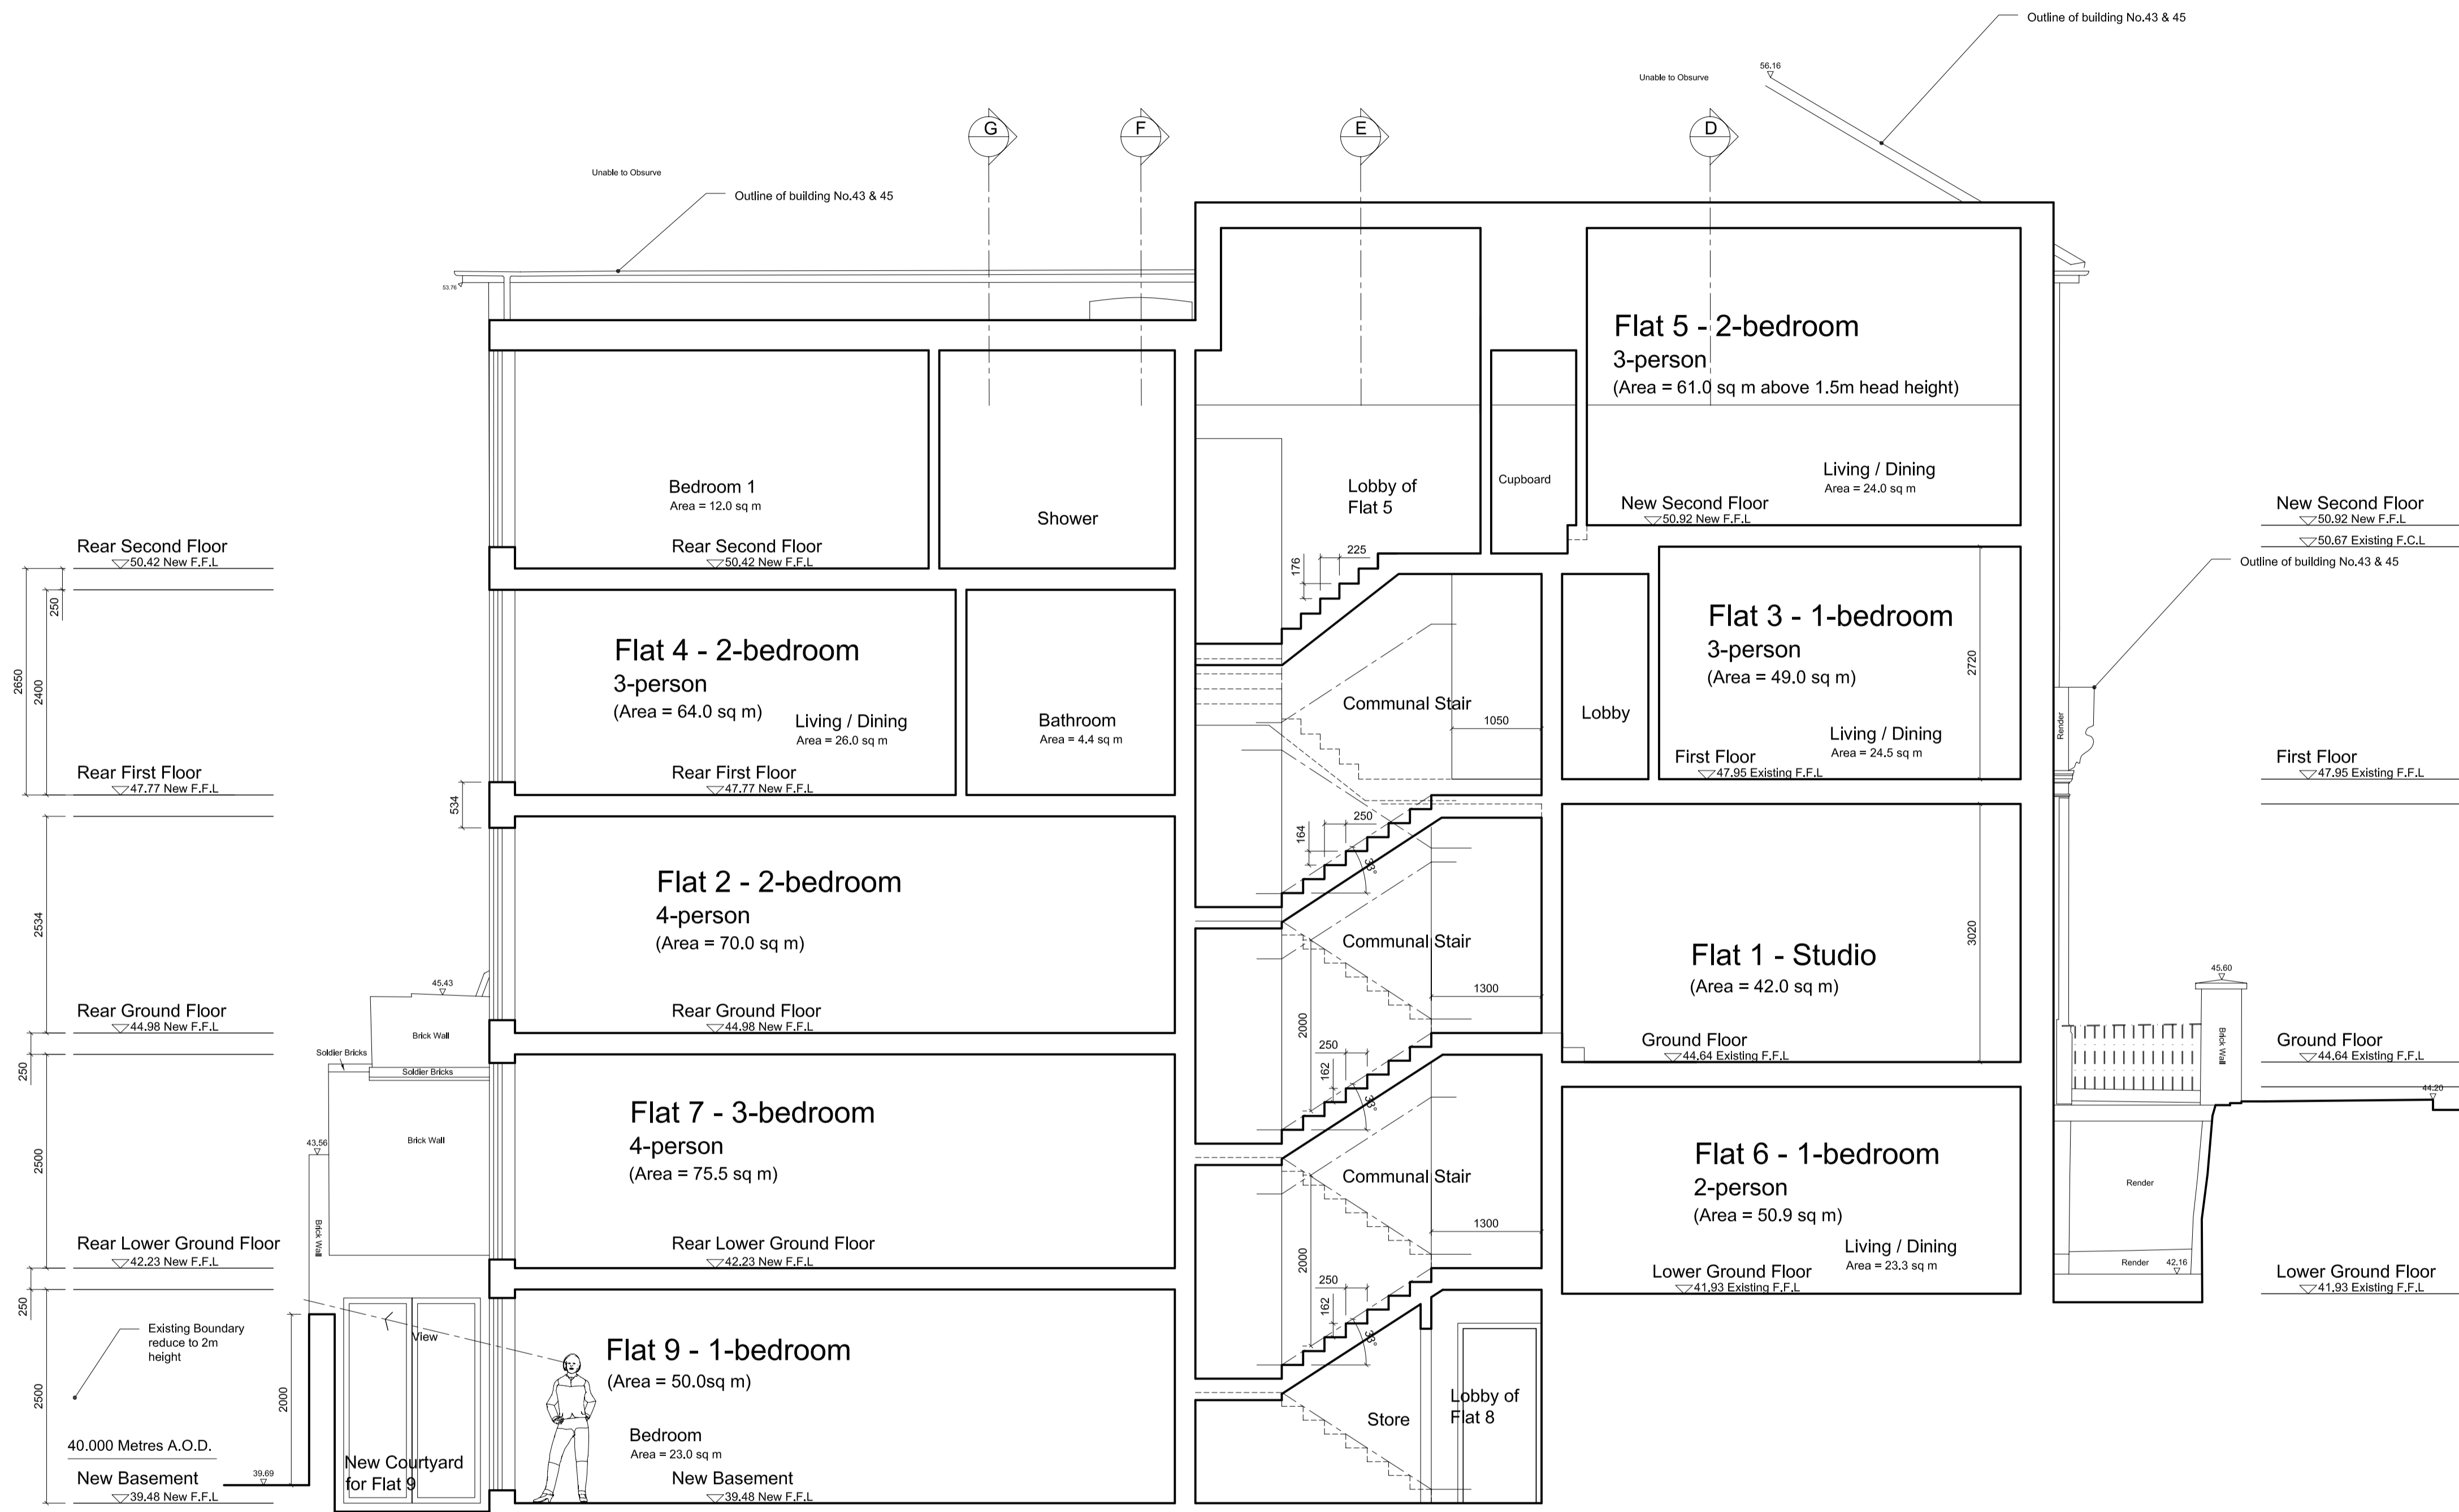 Outline of building No.43 & 45
56.16
Unable to Obsurve
G
F
E
D
Unable to Obsurve
Outline of building No.43 & 45
53.76
Flat 5 - 2-bedroom
3-person
(Area = 61.0 sq m above 1.5m head height)
Bedroom 1
Area = 12.0 sq m
Shower
Lobby of
Flat 5
Cupboard
Living / Dining
Area = 24.0 sq m
New Second Floor
50.92 New F.F.L
New Second Floor
50.92 New F.F.L
50.67 Existing F.C.L
Outline of building No.43 & 45
Rear Second Floor
50.42 New F.F.L
Rear Second Floor
50.42 New F.F.L
225
176
250
2650
2400
Flat 4 - 2-bedroom
3-person
(Area = 64.0 sq m)
Living / Dining
Area = 26.0 sq m
Bathroom
Area = 4.4 sq m
Communal Stair
1050
Lobby
Flat 3 - 1-bedroom
3-person
(Area = 49.0 sq m)
2720
Living / Dining
Area = 24.5 sq m
First Floor
47.95 Existing F.F.L
Render
First Floor
47.95 Existing F.F.L
Rear First Floor
47.77 New F.F.L
Rear First Floor
47.77 New F.F.L
534
250
164
33°
2534
Flat 2 - 2-bedroom
4-person
(Area = 70.0 sq m)
Communal Stair
1300
2000
Flat 1 - Studio
(Area = 42.0 sq m)
3020
45.60
45.43
Brick Wall
Brick Wall
Rear Ground Floor
44.98 New F.F.L
Rear Ground Floor
44.98 New F.F.L
Ground Floor
44.64 Existing F.F.L
Ground Floor
44.64 Existing F.F.L
Soldier Bricks
Soldier Bricks
250
250
162
33°
44.20
2500
43.56
Brick Wall
Brick Wall
Flat 7 - 3-bedroom
4-person
(Area = 75.5 sq m)
Communal Stair
1300
2000
Flat 6 - 1-bedroom
2-person
(Area = 50.9 sq m)
Living / Dining
Area = 23.3 sq m
Render
Render
42.16
Rear Lower Ground Floor
42.23 New F.F.L
Rear Lower Ground Floor
42.23 New F.F.L
Lower Ground Floor
41.93 Existing F.F.L
Lower Ground Floor
41.93 Existing F.F.L
250
250
162
33°
Existing Boundary
reduce to 2m
height
View
2500
2000
Flat 9 - 1-bedroom
(Area = 50.0sq m)
Bedroom
Area = 23.0 sq m
Store
Lobby of
Flat 8
40.000 Metres A.O.D.
New Basement
39.48 New F.F.L
39.69
New Courtyard
for Flat 9
New Basement
39.48 New F.F.L